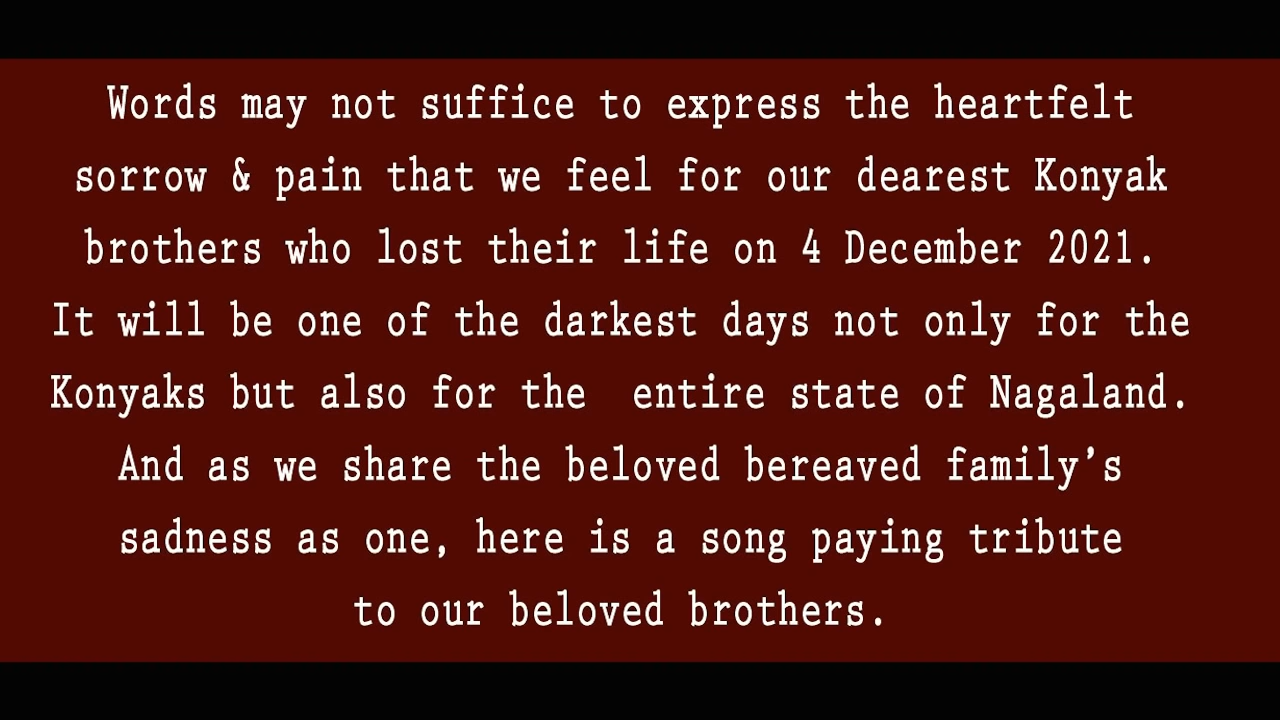 Words may not suffice to express the heartfelt
sorrow & pain that we feel for our dearest Konyak
brothers who lost their life on 4 December 2021.
It will be one of the darkest days not only for the
Konyaks but also for the  entire state of Nagaland.
And as we share the beloved bereaved family’s
sadness as one, here is a song paying tribute
to our beloved brothers.